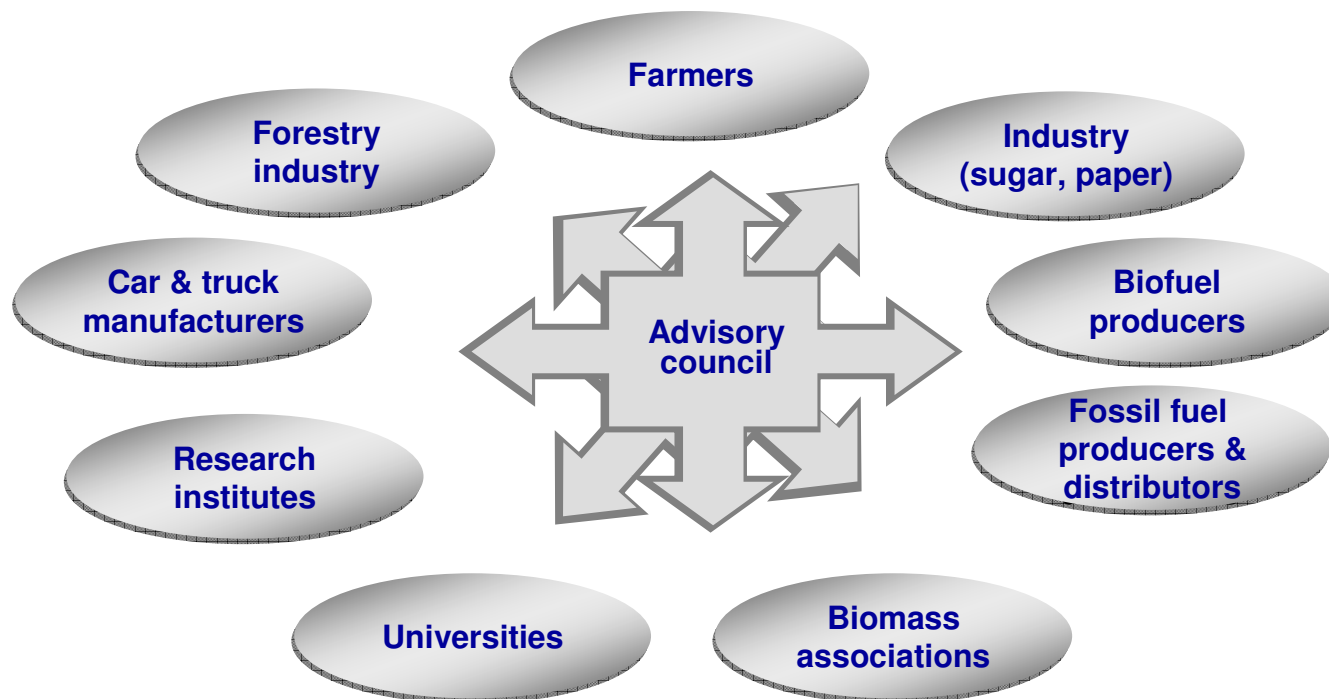 Farmers
Forestry
industry
Industry
(sugar, paper)
Car & truck
manufacturers
Advisory
council
Biofuel
producers
Research
institutes
Fossil fuel
producers &
distributors
Universities
Biomass
associations